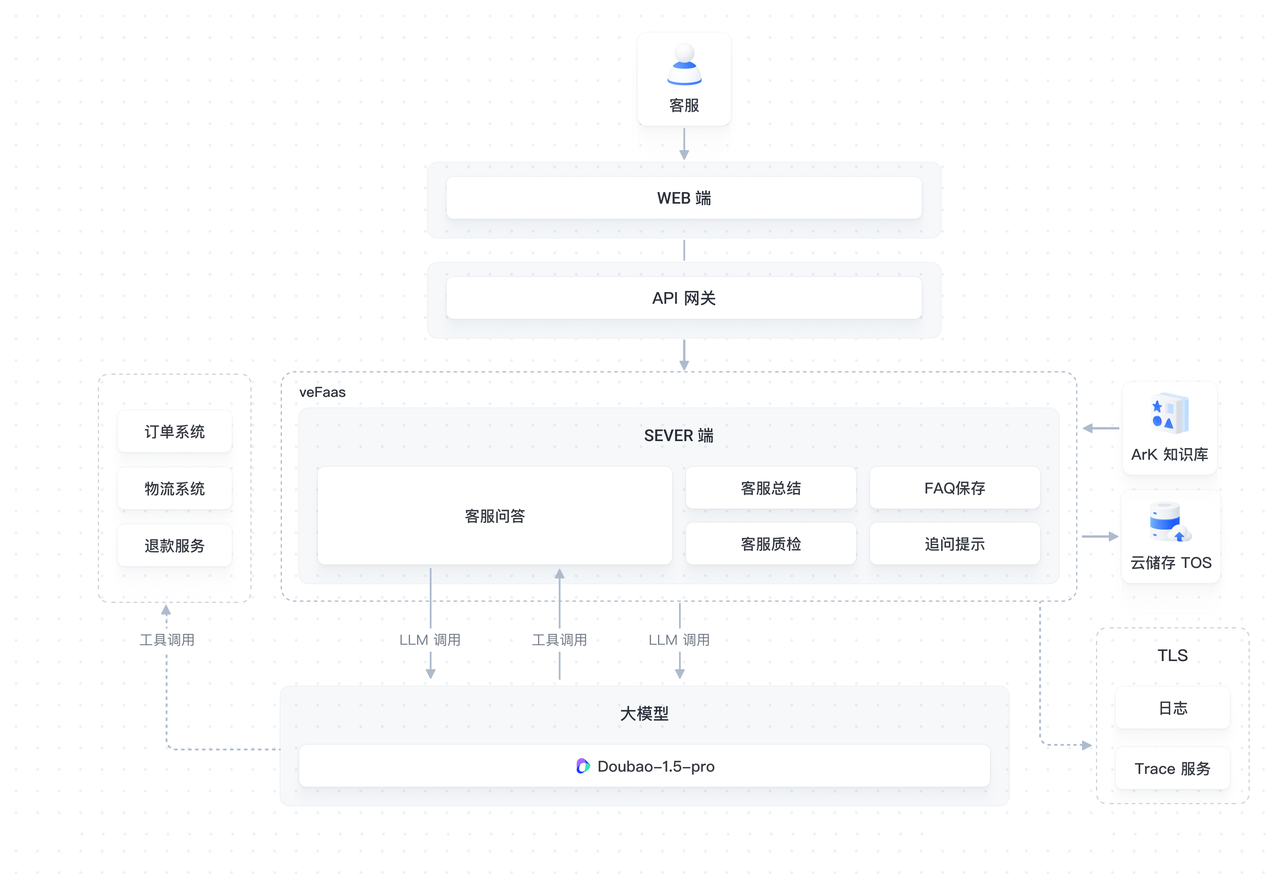 客服
WEB 端
API 网关
veFaas
SEVER 端
客服问答
客服总结
FAQ保存
客服质检
追问提示
订单系统
物流系统
退款服务
ArK 知识库
云储存 TOS
工具调用
LLM 调用
工具调用
LLM 调用
TLS
日志
Trace 服务
大模型
Doubao-1.5-pro